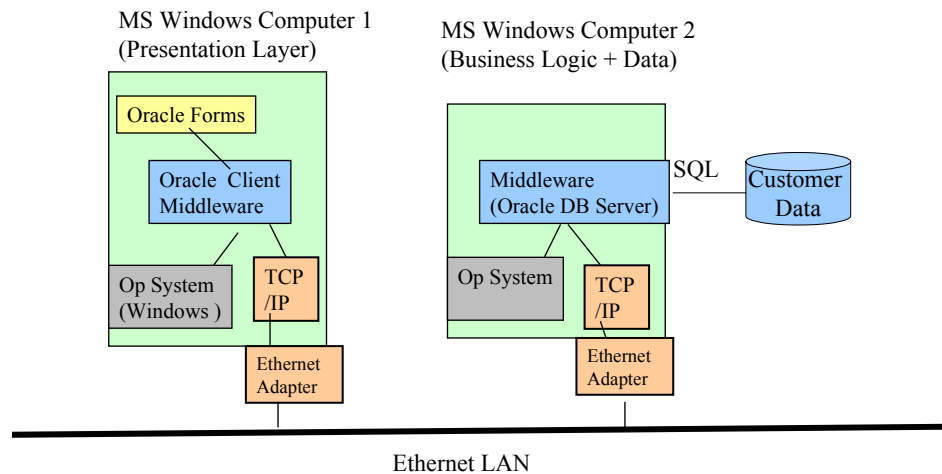 MS Windows Computer 1
(Presentation Layer)
MS Windows Computer 2
(Business Logic + Data)
Oracle Forms
Oracle Client
Middleware
Op System
(Windows )
TCP
/IP
Ethernet
Adapter
Middleware
(Oracle DB Server)
SQL
Customer
Data
Op System
TCP
/IP
Ethernet
Adapter
Ethernet LAN